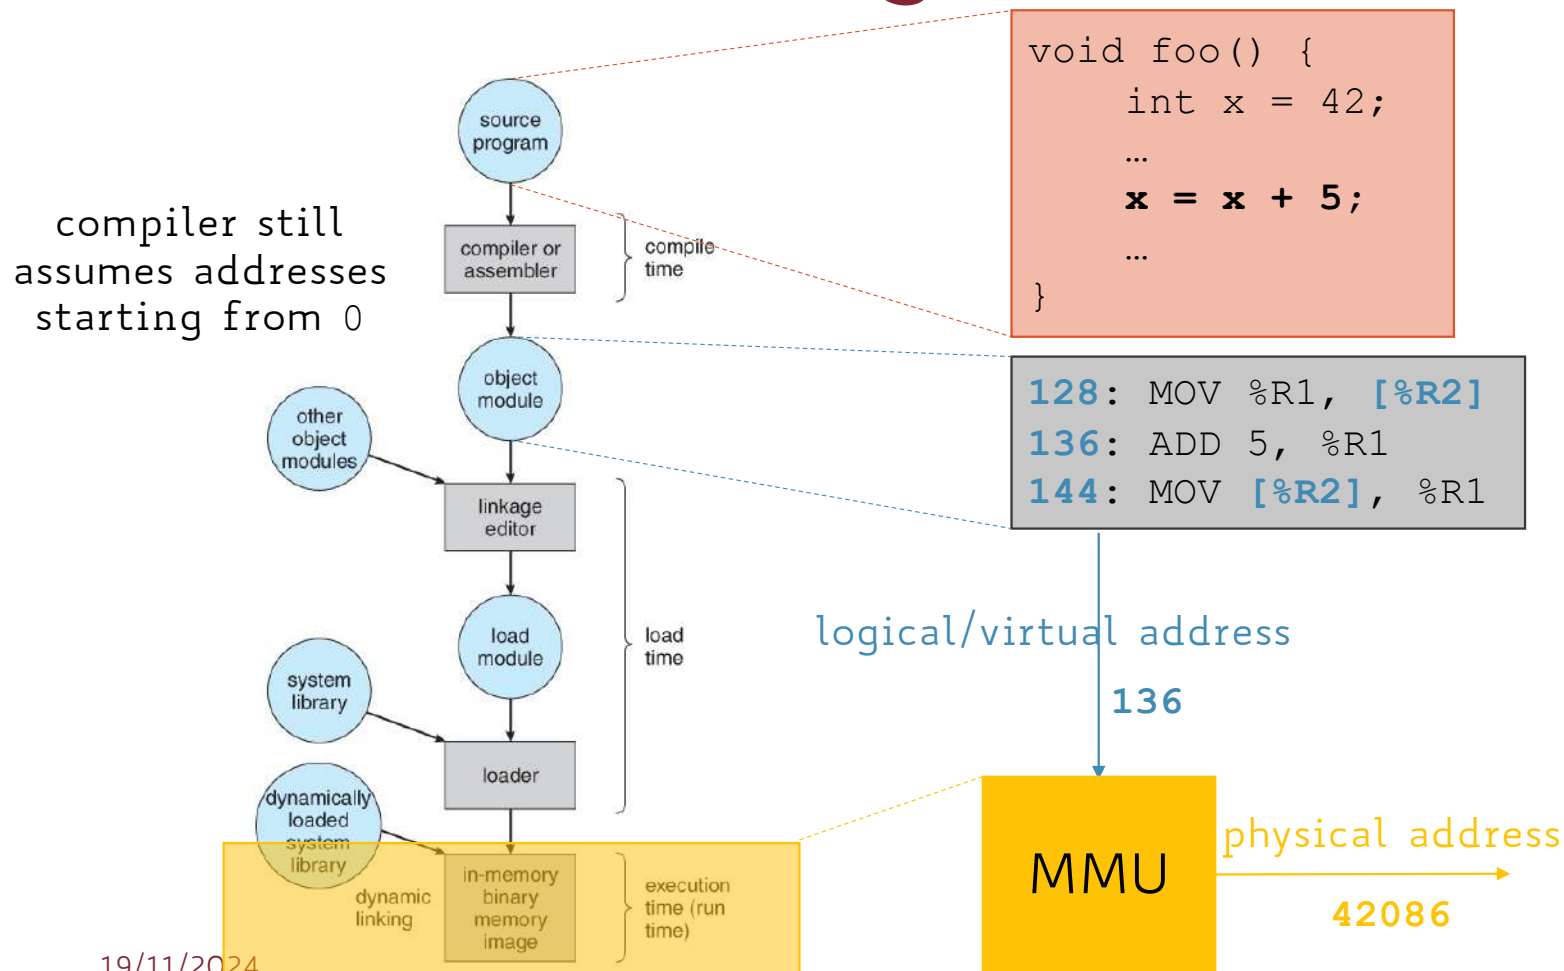 void foo() {
int x = 42;
…
x = x + 5;
…
}
source
program
compiler still
assumes addresses
starting from 0
compiler or
assembler
compile
time
object
module
128: MOV %R1, [%R2]
136: ADD 5, %R1
144: MOV [%R2], %R1
other
object
modules
linkage
editor
logical/virtual address
136
load
module
load
time
system
library
loader
dynamically
loaded
system
library
MMU
physical address
42086
in-memory
binary
memory
image
dynamic
linking
execution
time (run
time)
19/11/2024